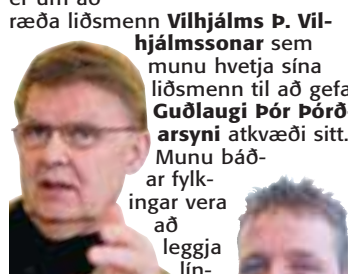 er um að
ræða liðsmenn Vilhjálms Þ. Vil-
hjálmssonar sem
munu hvetja sína
liðsmenn til að gefa
Guðlaugi Þór Þórð-
arsyni atkvæði sitt.
Munu báð-
ar fylk-
ingar vera
að
leggja
lín-